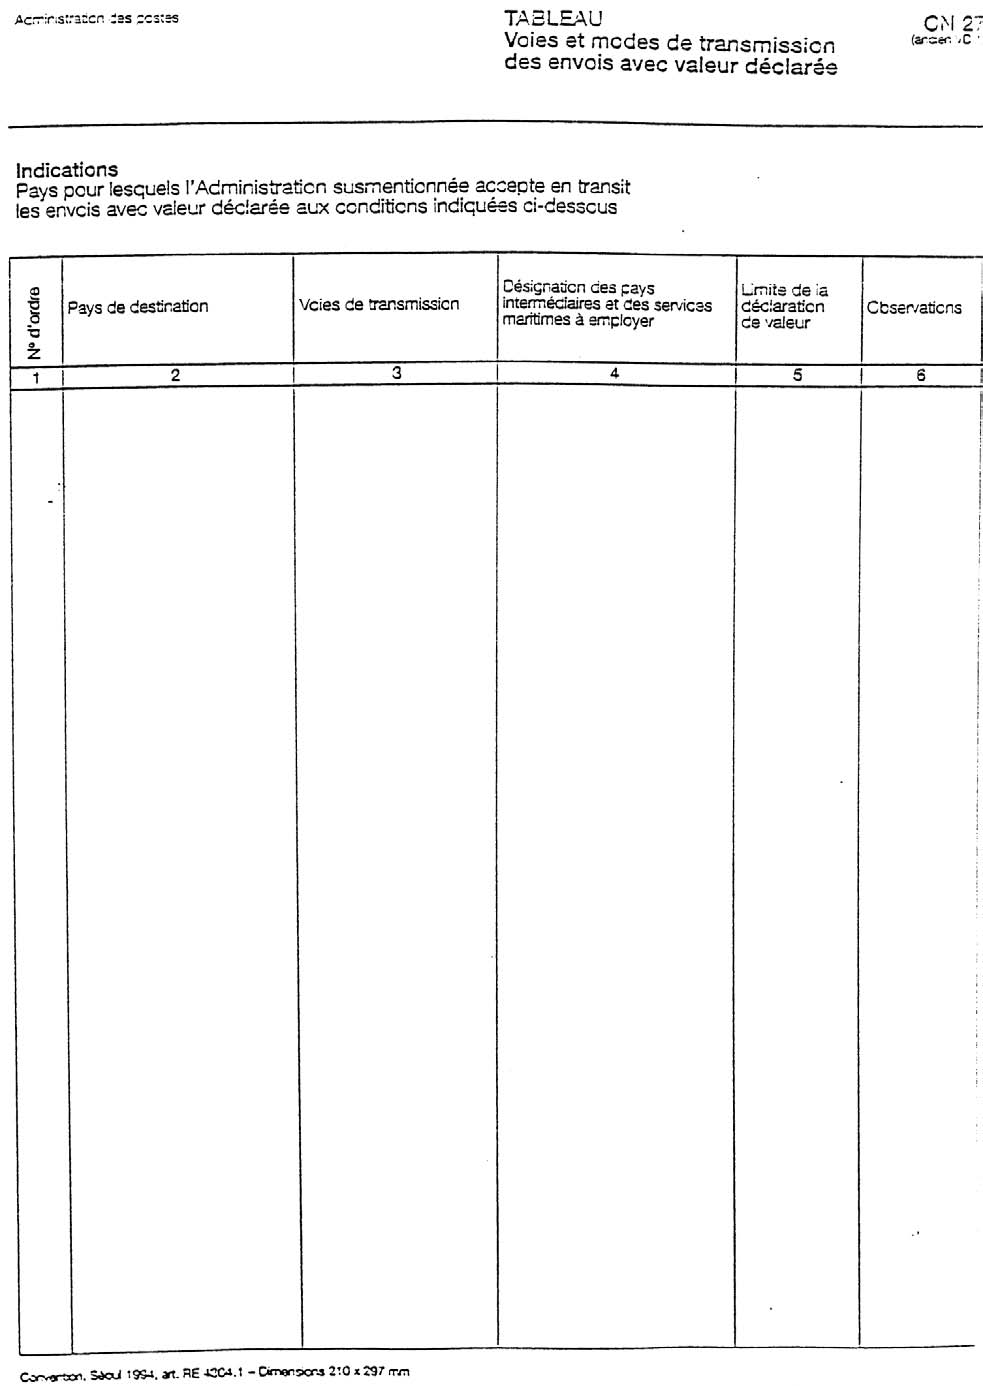 Administration des postes
TABLEAU
Voies et modes de transmission
des envois avec valeur déclarée
CN 27
(ancien VD
Indications
Pays pour lesquels l'Administration susmentionnée accepte en transit
les envois avec valeur déclarée aux conditions indiquées ci-dessous
N° d'ordre
Pays de destination
Voies de transmission
Désignation des pays
intermédiaires et des services
maritimes à employer
Limite de la
déclaration
de valeur
Observations
1 2 3 4 5 6
Convention, Séoul 1994, art. RE 4304.1 – Dimensions 210 x 297 mm